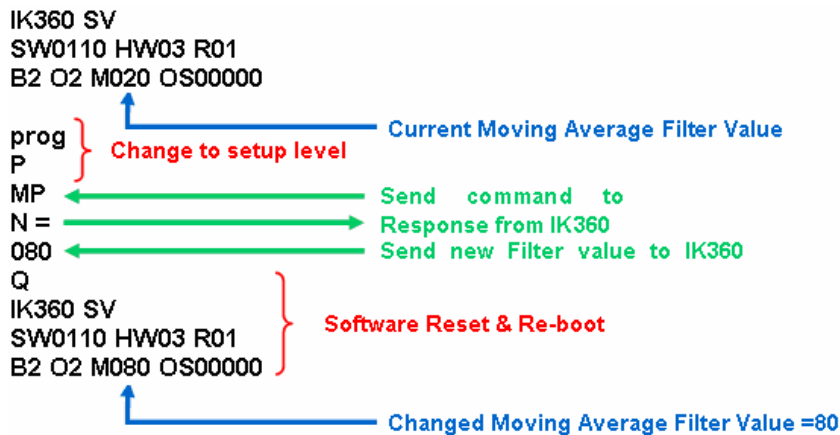 IK360 SV
SW0110 HW03 R01
B2 O2 M020 OS00000
Current Moving Average Filter Value
prog
P
Change to setup level
MP
Send command to
N =
Response from IK360
080
Send new Filter value to IK360
Q
IK360 SV
SW0110 HW03 R01
Software Reset & Re-boot
B2 O2 M080 OS00000
Changed Moving Average Filter Value =80